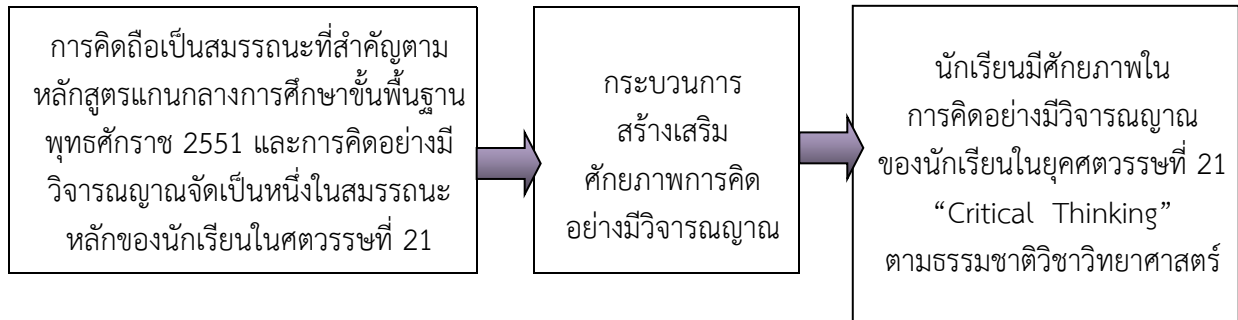 การคิดถือเป็นสมรรถนะที่สำคัญตาม
หลักสูตรแกนกลางการศึกษาขั้นพื้นฐาน
พุทธศักราช 2551 และการคิดอย่างมี
วิจารณญาณจัดเป็นหนึ่งในสมรรถนะ
หลักของนักเรียนในศตวรรษที่ 21
กระบวนการ
สร้างเสริม
ศักยภาพการคิด
อย่างมีวิจารณญาณ
นักเรียนมีศักยภาพใน
การคิดอย่างมีวิจารณญาณ
ของนักเรียนในยุคศตวรรษที่ 21
“Critical Thinking”
ตามธรรมชาติวิชาวิทยาศาสตร์